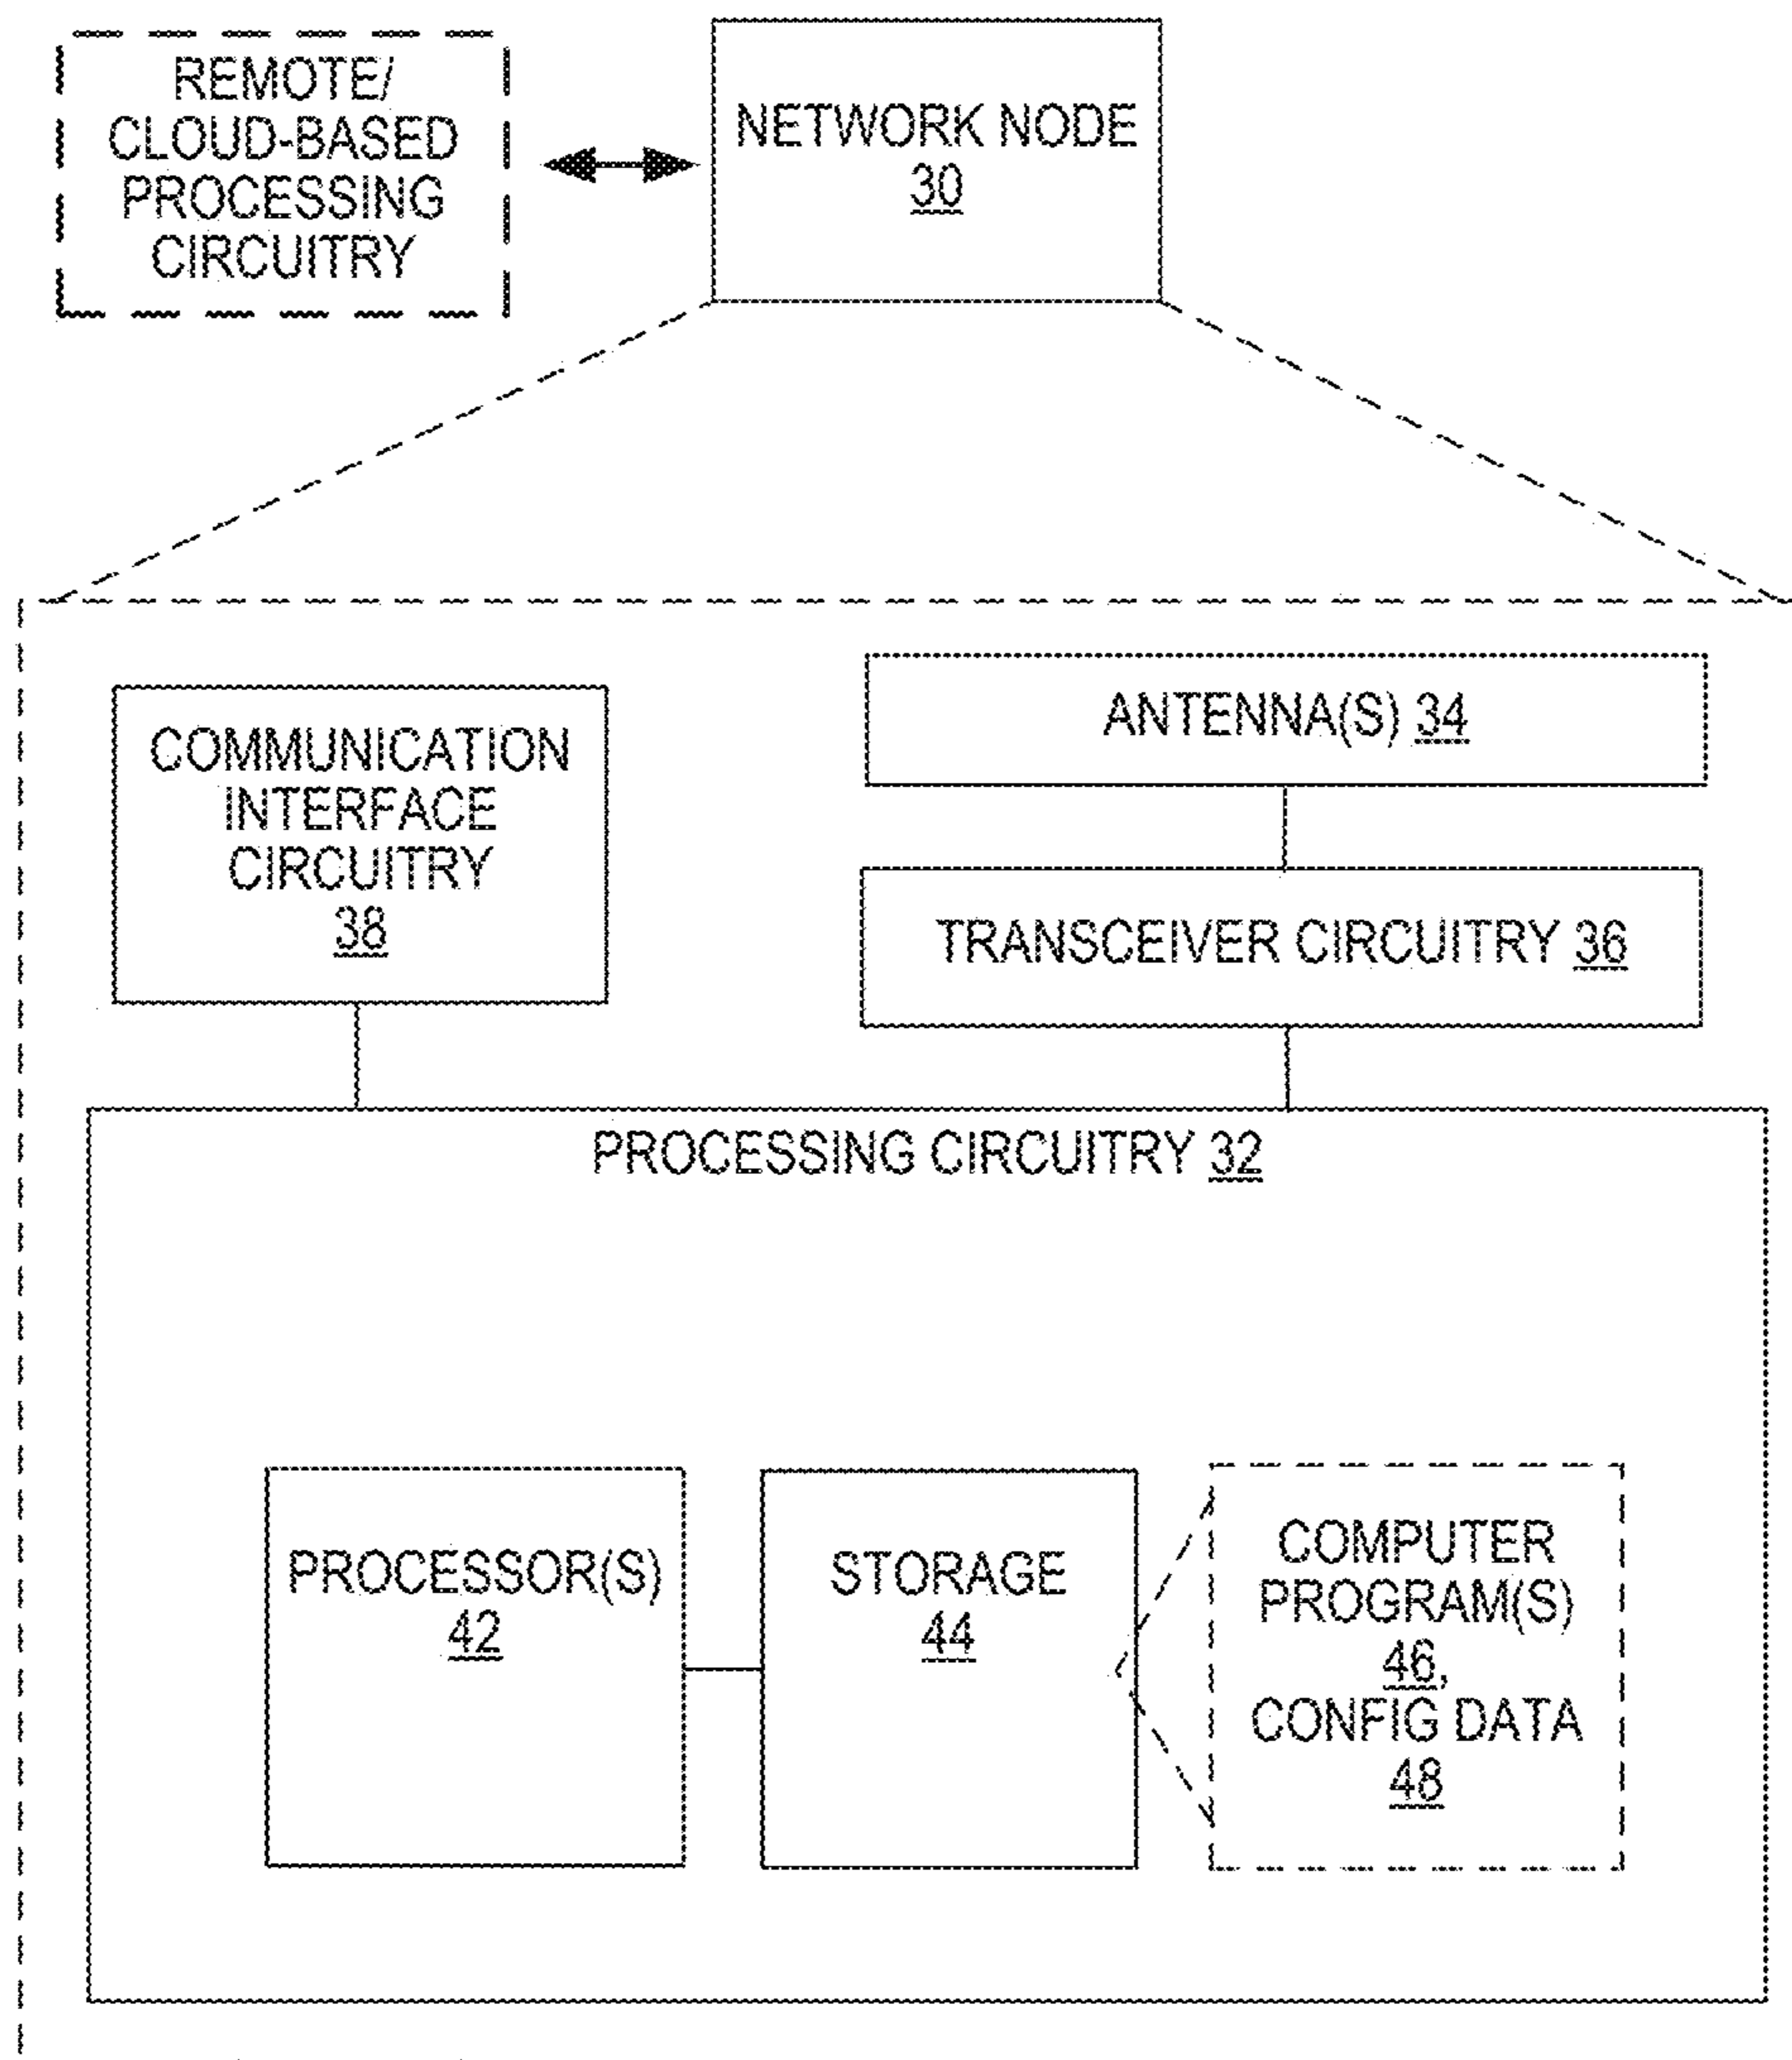 REMOTE/
CLOUD-BASED
PROCESSING
CIRCUITRY
NETWORK NODE
30
COMMUNICATION
INTERFACE
CIRCUITRY
38
ANTENNA(S) 34
TRANSCEIVER CIRCUITRY 36
PROCESSING CIRCUITRY 32
PROCESSOR(S)
42
STORAGE
44
COMPUTER
PROGRAM(S)
46,
CONFIG DATA
48